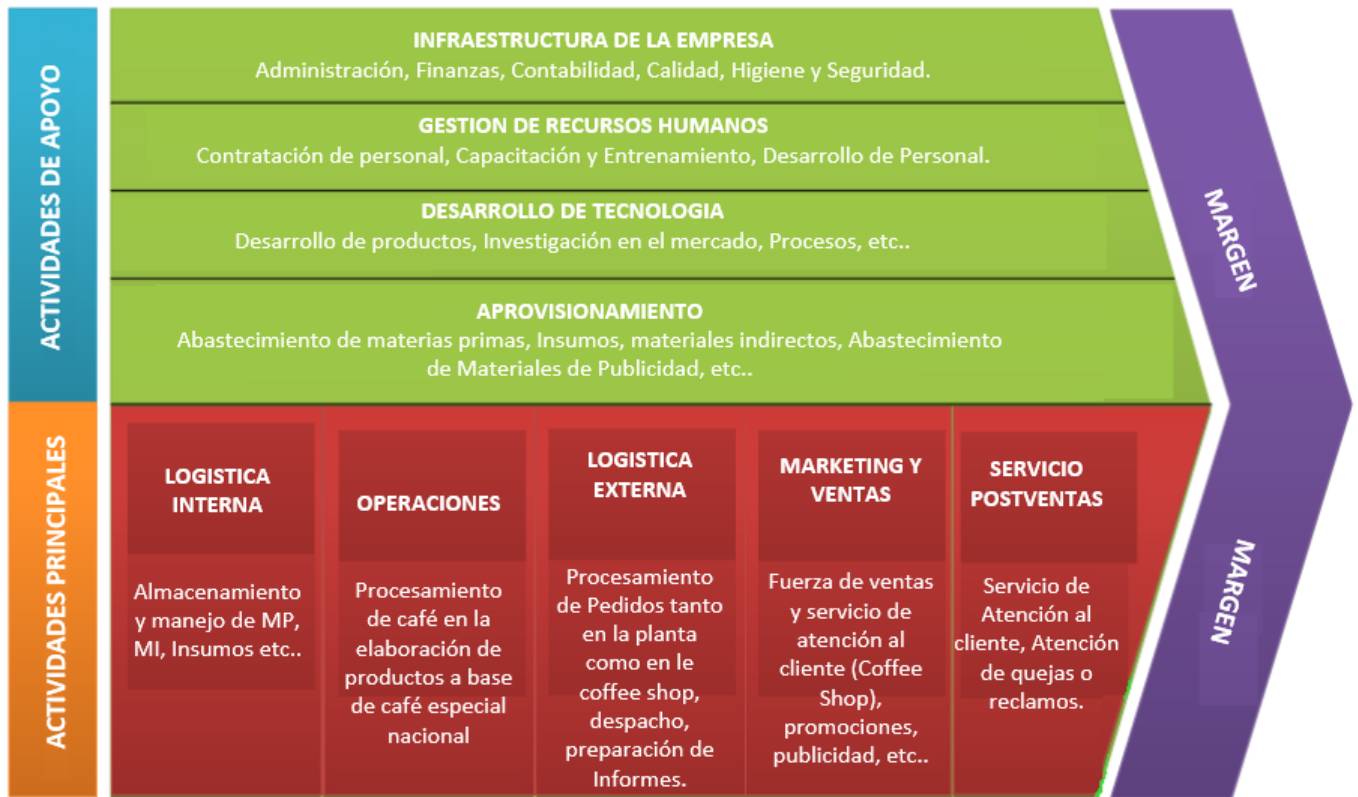 ACTIVIDADES DE APOYO
INFRAESTRUCTURA DE LA EMPRESA
Administración, Finanzas, Contabilidad, Calidad, Higiene y Seguridad.
GESTION DE RECURSOS HUMANOS
Contratación de personal, Capacitación y Entrenamiento, Desarrollo de Personal.
DESARROLLO DE TECNOLOGIA
Desarrollo de productos, Investigación en el mercado, Procesos, etc..
APROVISIONAMIENTO
Abastecimiento de materias primas, Insumos, materiales indirectos, Abastecimiento
de Materiales de Publicidad, etc..
ACTIVIDADES PRINCIPALES
LOGISTICA
INTERNA
Almacenamiento
y manejo de MP,
MI, Insumos etc..
OPERACIONES
Procesamiento
de café en la
elaboración de
productos a base
de café especial
nacional
LOGISTICA
EXTERNA
Procesamiento
de Pedidos tanto
en la planta
como en le
coffee shop,
despacho,
preparación de
Informes.
MARKETING Y
VENTAS
Fuerza de ventas
y servicio de
atención al
cliente (Coffee
Shop),
promociones,
publicidad, etc..
SERVICIO
POSTVENTAS
Servicio de
Atención al
cliente, Atención
de quejas o
reclamos.
MARGEN
MARGEN